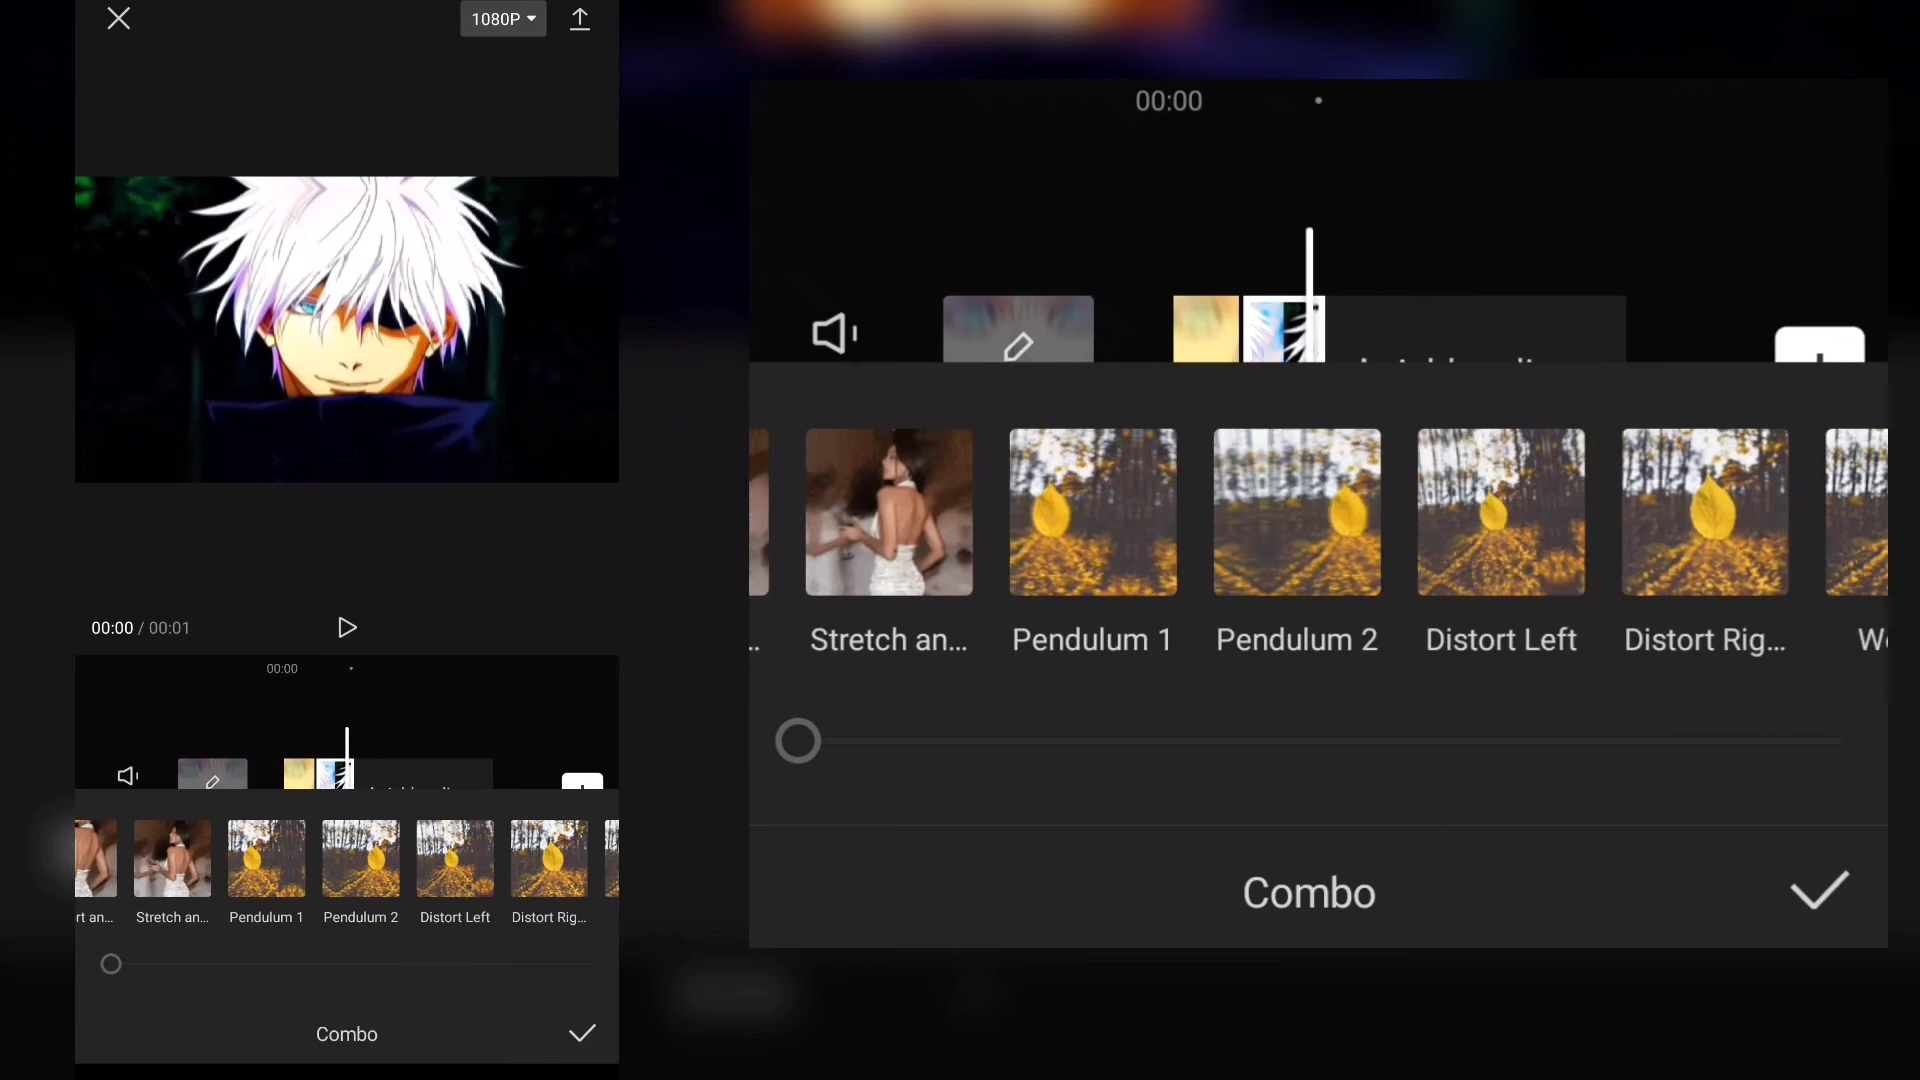 1080P
00:00 / 00:01
00:00
rt an...
Stretch an...
Pendulum 1
Pendulum 2
Distort Left
Distort Rig...
Combo
00:00
Stretch an...
Pendulum 1
Pendulum 2
Distort Left
Distort Rig...
Combo